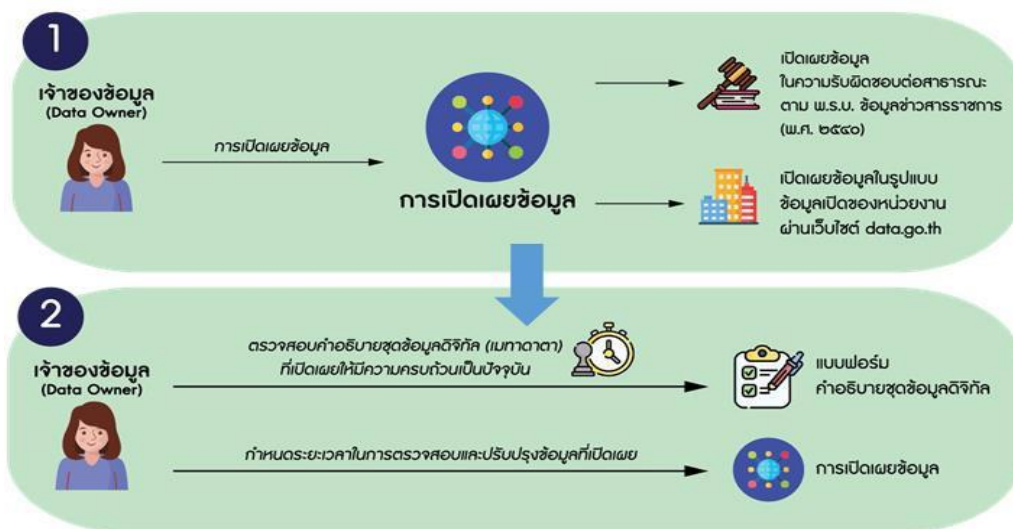 1
เจ้าของข้อมูล
(Data Owner)
การเปิดเผยข้อมูล
การเปิดเผยข้อมูล
เปิดเผยข้อมูล
ในความรับผิดชอบต่อสาธารณะ
ตาม พ.ร.บ. ข้อมูลข่าวสารราชการ
(พ.ศ. ๒๕๔๐)
เปิดเผยข้อมูลในรูปแบบ
ข้อมูลเปิดของหน่วยงาน
ผ่านเว็บไซต์ data.go.th
2
เจ้าของข้อมูล
(Data Owner)
ตรวจสอบคำอธิบายชุดข้อมูลดิจิทัล (เมทาดาตา)
ที่เปิดเผยให้มีความครบถ้วนเป็นปัจจุบัน
แบบฟอร์ม
คำอธิบายชุดข้อมูลดิจิทัล
กำหนดระยะเวลาในการตรวจสอบและปรับปรุงข้อมูลที่เปิดเผย
การเปิดเผยข้อมูล